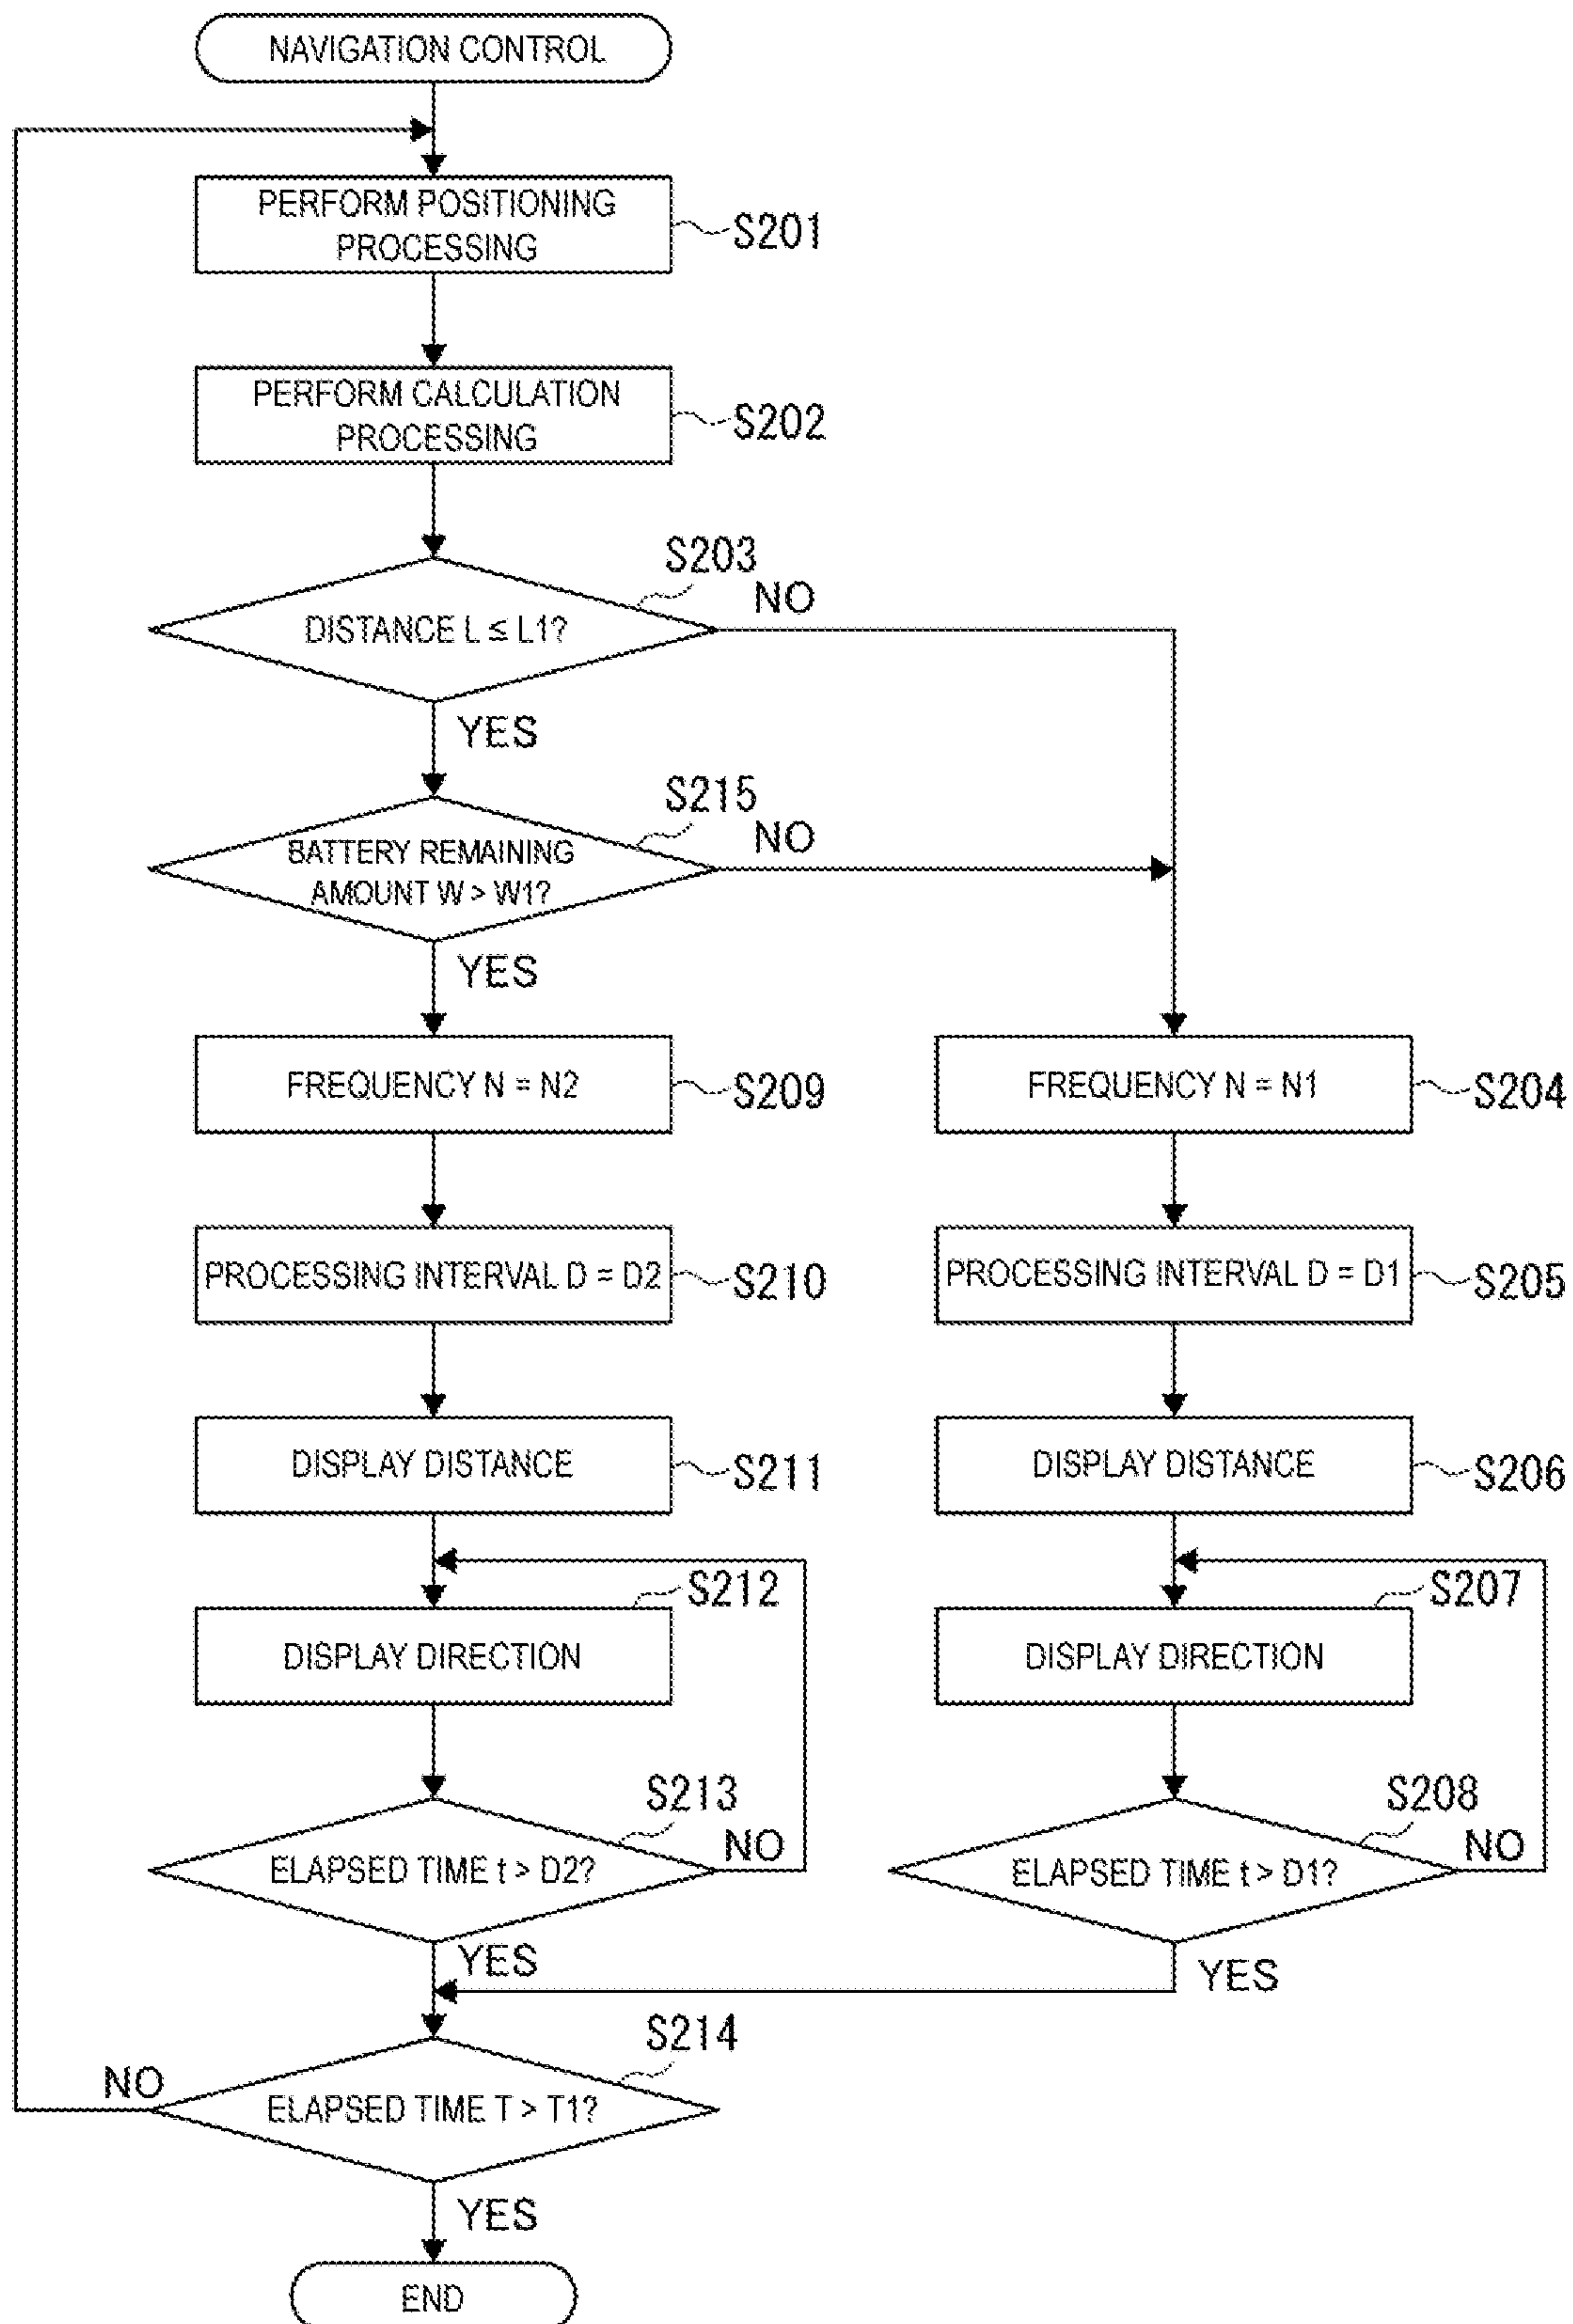 NAVIGATION CONTROL
PERFORM POSITIONING
PROCESSING
S201
PERFORM CALCULATION
PROCESSING
S202
S203
DISTANCE L ≤ L1?
NO
YES
S215
BATTERY REMAINING
AMOUNT W > W1?
NO
YES
FREQUENCY N = N2
S209
FREQUENCY N = N1
S204
PROCESSING INTERVAL D = D2
S210
PROCESSING INTERVAL D = D1
S205
DISPLAY DISTANCE
S211
DISPLAY DISTANCE
S206
S212
DISPLAY DIRECTION
S207
DISPLAY DIRECTION
S213
ELAPSED TIME t > D2?
NO
YES
S208
ELAPSED TIME t > D1?
NO
YES
S214
ELAPSED TIME T > T1?
NO
YES
END